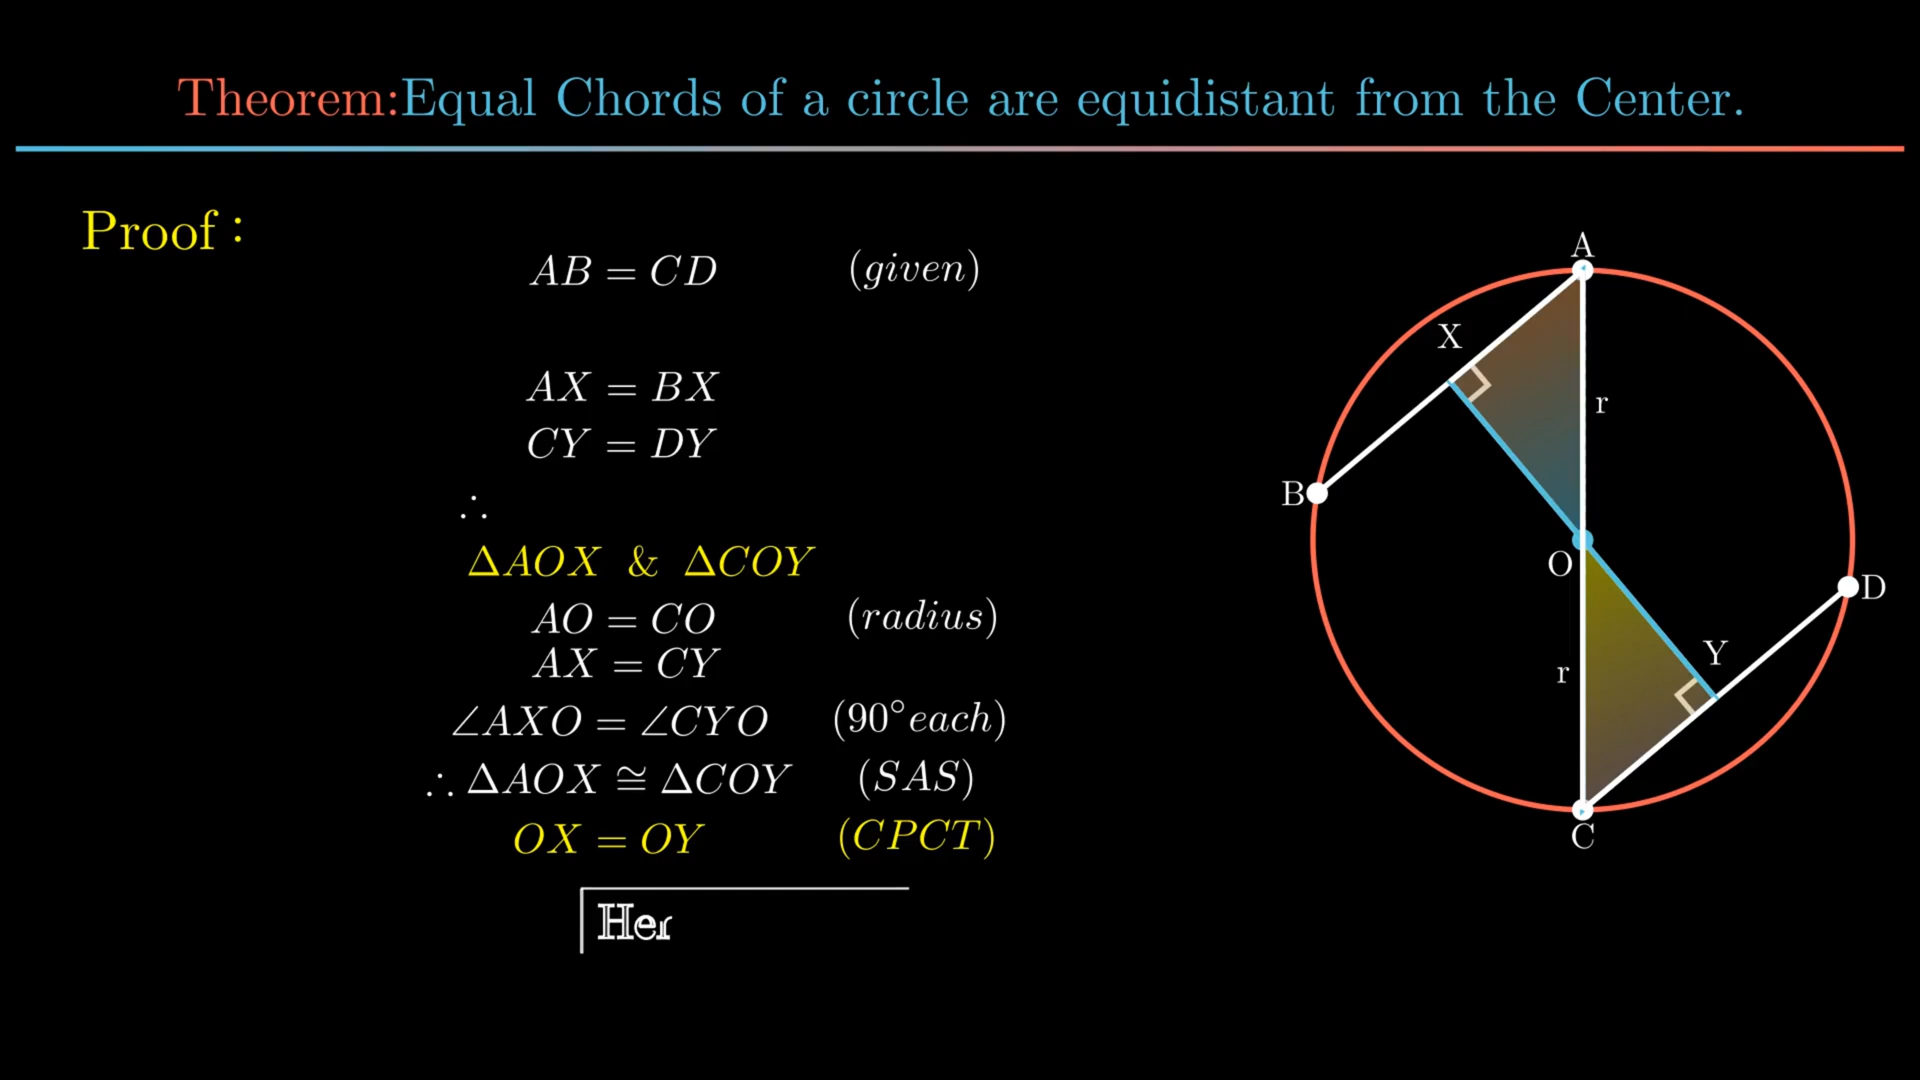 Theorem:Equal Chords of a circle are equidistant from the Center.
Proof :
AB = CD (given)
AX = BX
CY = DY
∴
ΔAOX & ΔCOY
AO = CO (radius)
AX = CY
∠AXO = ∠CYO (90°each)
∴ ΔAOX ≅ ΔCOY (SAS)
OX = OY (CPCT)
Her
A
X
r
B
O
D
Y
r
C